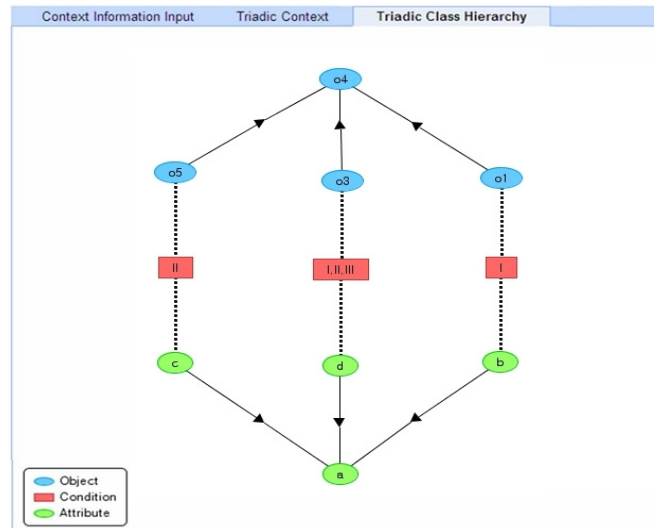 Context Information Input Triadic Context Triadic Class Hierarchy
o4
o5 o3 o1
II I, II, III I
c d b
a
Object
Condition
Attribute